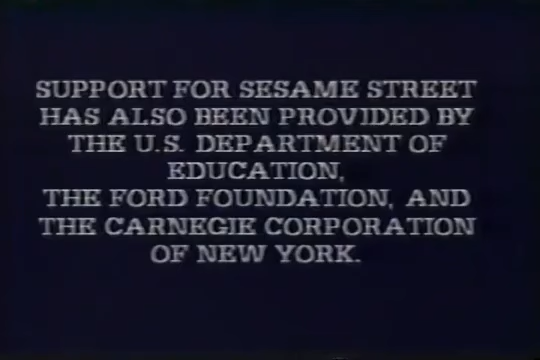 SUPPORT FOR SESAME STREET
HAS ALSO BEEN PROVIDED BY
THE U.S. DEPARTMENT OF
EDUCATION,
THE FORD FOUNDATION, AND
THE CARNEGIE CORPORATION
OF NEW YORK.